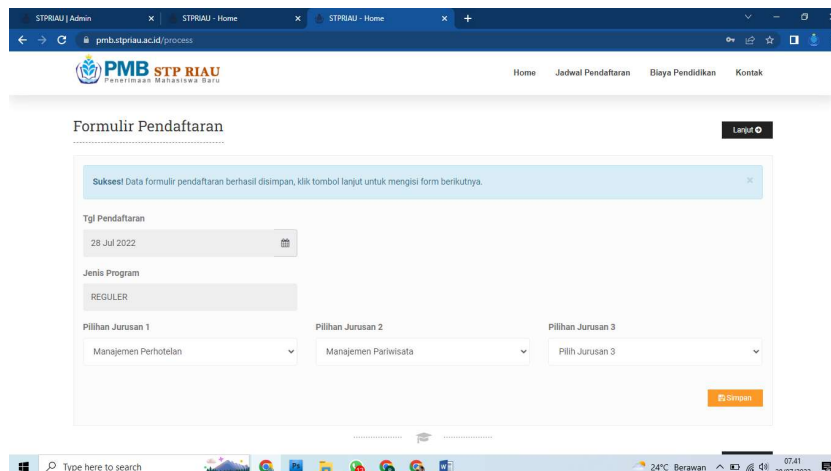 STPRIAU | Admin
STPRIAU - Home
STPRIAU - Home
pmb.stpriau.ac.id/process
PMB STP RIAU
Penerimaan Mahasiswa Baru
Home Jadwal Pendaftaran Biaya Pendidikan Kontak
Formulir Pendaftaran
Lanjut
Sukses! Data formulir pendaftaran berhasil disimpan, klik tombol lanjut untuk mengisi form berikutnya.
Tgl Pendaftaran
28 Jul 2022
Jenis Program
REGULER
Pilihan Jurusan 1 Pilihan Jurusan 2 Pilihan Jurusan 3
Manajemen Perhotelan Manajemen Pariwisata Pilih Jurusan 3
Simpan
Type here to search
24°C Berawan
07.41